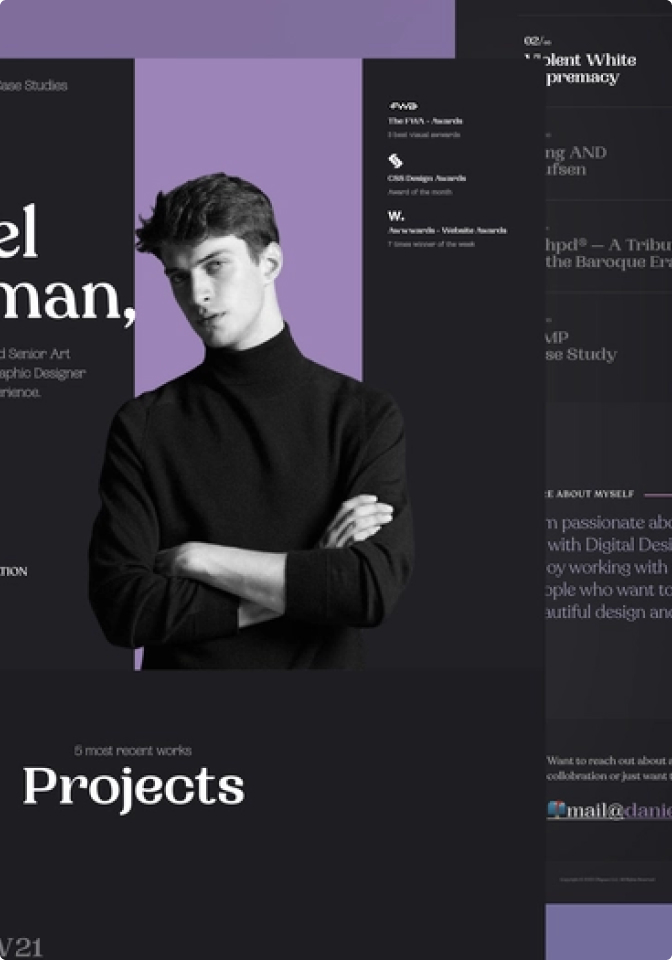 Case Studies
el
man,
d Senior Art
aphic Designer
erience.
TION
FWA
The FWA - Awards
3 best visual awwards
CSS Design Awards
Award of the month
W.
Awwwards - Website Awards
7 times winner of the week
5 most recent works
Projects
V21
02/
Violent White
premacy
ng AND
ufsen
hpd® — A Tribu
the Baroque Era
MP
se Study
RE ABOUT MYSELF
m passionate abo
with Digital Desi
oy working with
ople who want to
autiful design and
Want to reach out about a
collobration or just want t
mail@danie